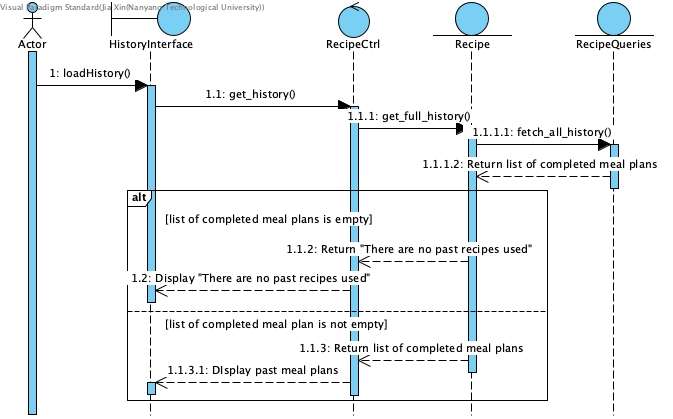 Visual Paradigm Standard(Jia Xin(Nanyang Technological University))
Actor
HistoryInterface
RecipeCtrl
Recipe
RecipeQueries
1: loadHistory()
1.1: get_history()
1.1.1: get_full_history()
1.1.1.1: fetch_all_history()
1.1.1.2: Return list of completed meal plans
alt
[list of completed meal plans is empty]
1.1.2: Return "There are no past recipes used"
1.2: Display "There are no past recipes used"
[list of completed meal plan is not empty]
1.1.3: Return list of completed meal plans
1.1.3.1: DIsplay past meal plans